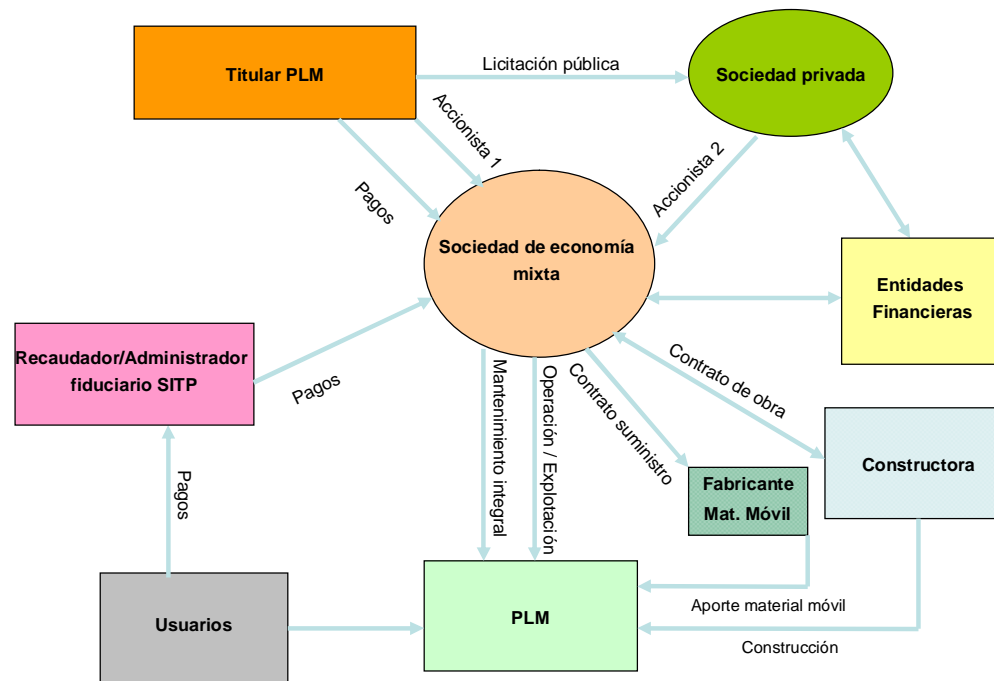 Titular PLM
Licitación pública
Sociedad privada
Accionista 1
Accionista 2
Pagos
Sociedad de economía
mixta
Entidades
Financieras
Recaudador/Administrador
fiduciario SITP
Pagos
Mantenimiento integral
Operación / Explotación
Contrato suministro
Contrato de obra
Constructora
Fabricante
Mat. Móvil
Pagos
Usuarios
PLM
Aporte material móvil
Construcción